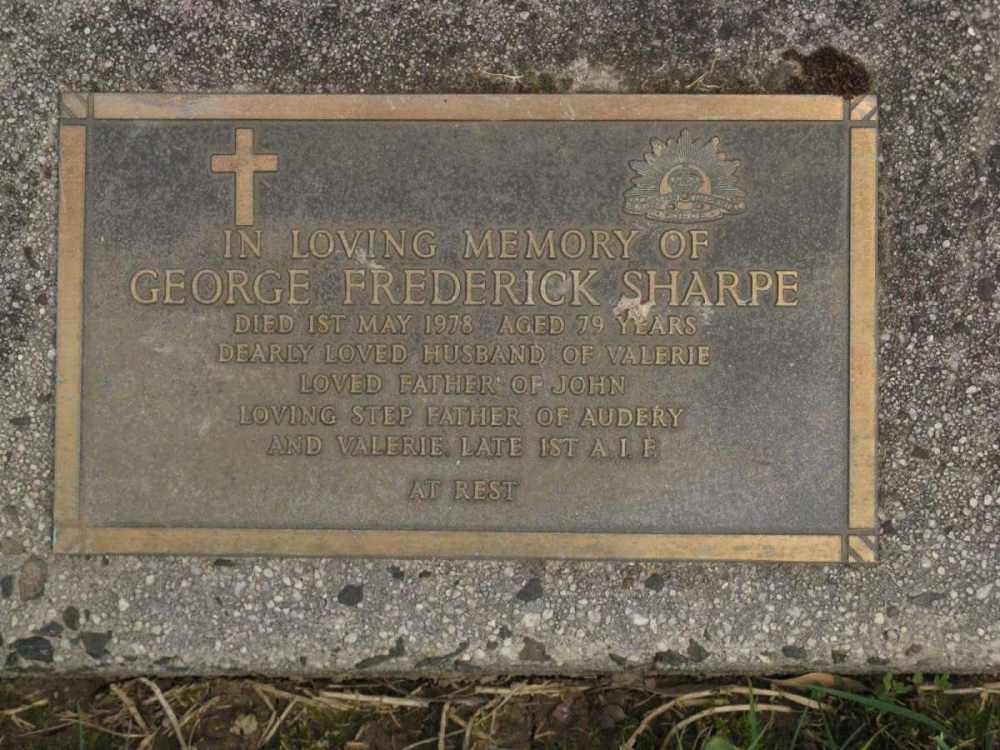 IN LOVING MEMORY OF
GEORGE FREDERICK SHARPE
DIED 1ST MAY 1978 AGED 79 YEARS
DEARLY LOVED HUSBAND OF VALERIE
LOVED FATHER OF JOHN
LOVING STEP FATHER OF AUDERY
AND VALERIE. LATE 1ST A.I.F.
AT REST